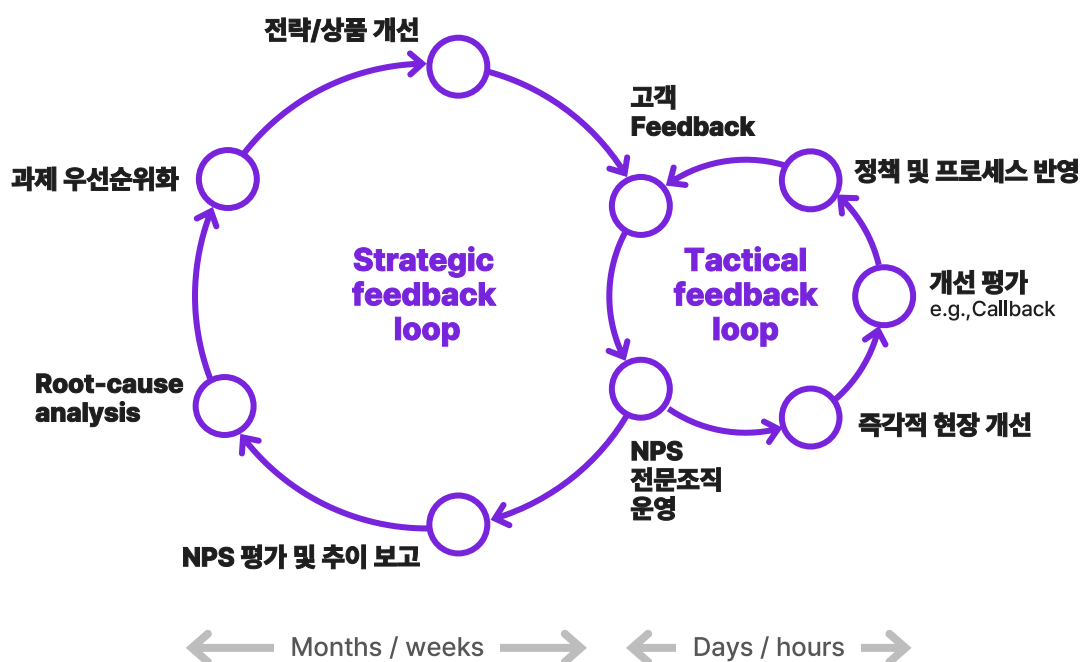 전략/상품 개선
고객
Feedback
과제 우선순위화
정책 및 프로세스 반영
Strategic
feedback
loop
Tactical
feedback
loop
개선 평가
e.g.,Callback
Root-cause
analysis
즉각적 현장 개선
NPS
전문조직
운영
NPS 평가 및 추이 보고
Months / weeks
Days / hours